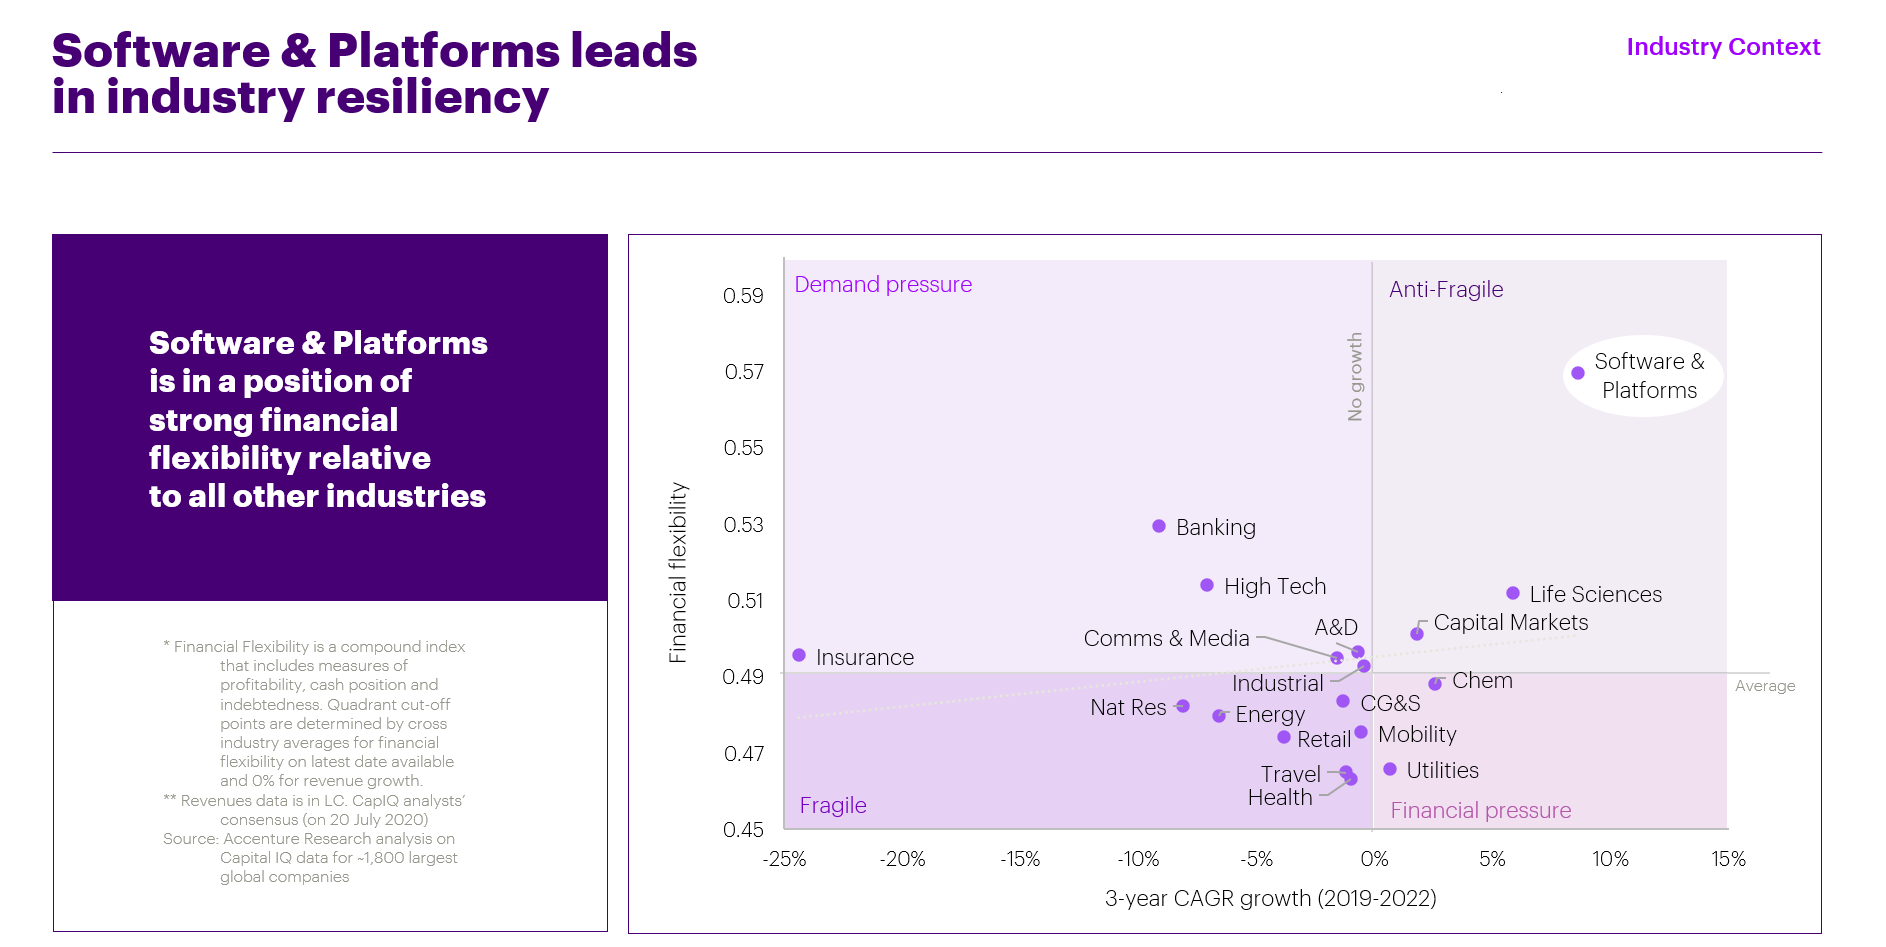 Software & Platforms leads
in industry resiliency
Industry Context
Software & Platforms
is in a position of
strong financial
flexibility relative
to all other industries
* Financial Flexibility is a compound index
that includes measures of
profitability, cash position and
indebtedness. Quadrant cut-off
points are determined by cross
industry averages for financial
flexibility on latest date available
and 0% for revenue growth.
** Revenues data is in LC. CapIQ analysts’
consensus (on 20 July 2020)
Source: Accenture Research analysis on
Capital IQ data for ~1,800 largest
global companies
Financial flexibility
0.59
0.57
0.55
0.53
0.51
0.49
0.47
0.45
Demand pressure
Anti-Fragile
No growth
Software &
Platforms
Banking
High Tech
Life Sciences
Capital Markets
A&D
Comms & Media
Insurance
Industrial
Chem
Average
Nat Res
Energy
CG&S
Retail
Mobility
Travel
Utilities
Health
Fragile
Financial pressure
-25%
-20%
-15%
-10%
-5%
0%
5%
10%
15%
3-year CAGR growth (2019-2022)